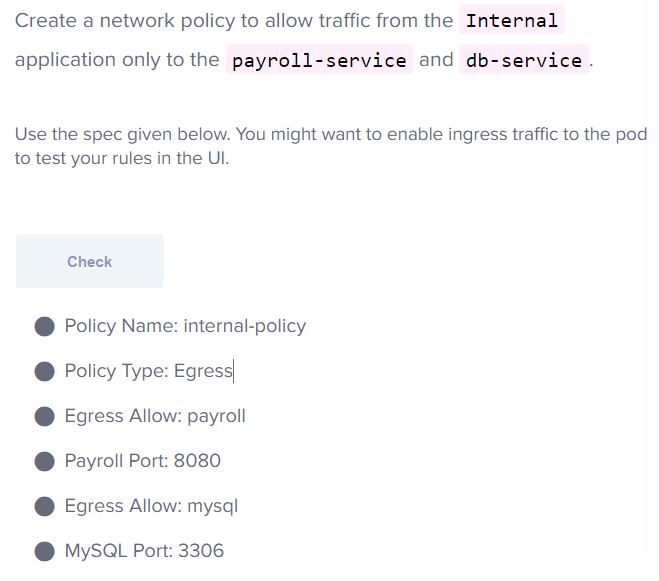 Create a network policy to allow traffic from the Internal
application only to the payroll-service and db-service.
Use the spec given below. You might want to enable ingress traffic to the pod
to test your rules in the UI.
Check
Policy Name: internal-policy
Policy Type: Egress
Egress Allow: payroll
Payroll Port: 8080
Egress Allow: mysql
MySQL Port: 3306